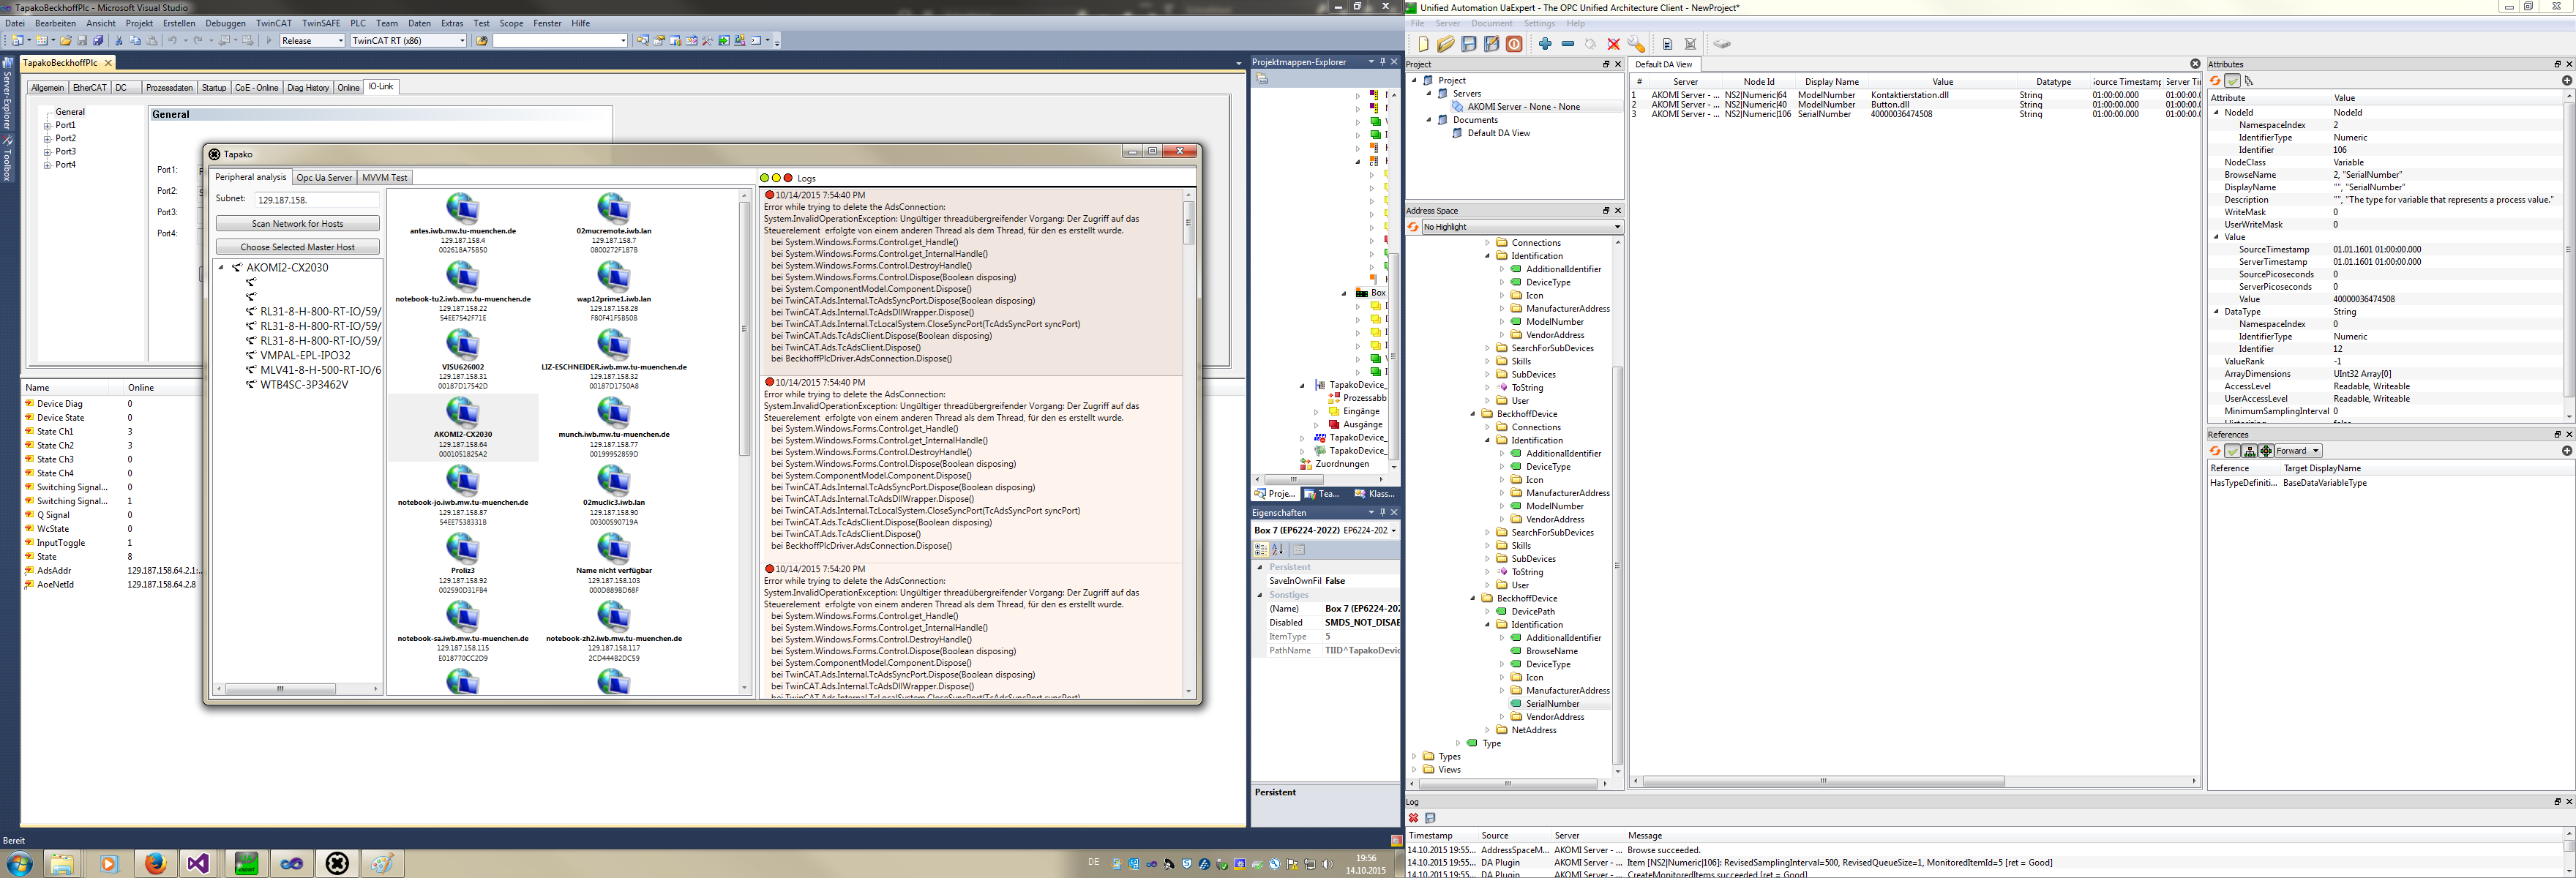 TapakoBeckhoffPlc - Microsoft Visual Studio
Datei Bearbeiten Ansicht Projekt Erstellen Debuggen TwinCAT TwinSAFE PLC Team Daten Extras Test Scope Fenster Hilfe
Release TwinCAT RT (x86)
Server-Explorer
Toolbox
TapakoBeckhoffPlc
Allgemein EtherCAT DC Prozessdaten Startup CoE - Online Diag History Online IO-Link
General
Port1
Port2
Port3
Port4
General
Port1:
Port2:
Port3:
Port4:
Name Online
Device Diag 0
Device State 0
State Ch1 3
State Ch2 3
State Ch3 0
State Ch4 0
Switching Signal... 0
Switching Signal... 1
Q Signal 0
WcState 0
InputToggle 1
State 8
AdsAddr 129.187.158.64.2.1:...
AoeNetId 129.187.158.64.2.8
Tapako
Peripheral analysis Opc Ua Server MVVM Test
Subnet: 129.187.158.
Scan Network for Hosts
Choose Selected Master Host
AKOMI2-CX2030
RL31-8-H-800-RT-IO/59/
RL31-8-H-800-RT-IO/59/
RL31-8-H-800-RT-IO/59/
VMPAL-EPL-IPO32
MLV41-8-H-500-RT-IO/6
WTB4SC-3P3462V
antes.iwb.mw.tu-muenchen.de
129.187.158.4
002618A75B50
02mucremote.iwb.lan
129.187.158.7
0800272F187B
notebook-tu2.iwb.mw.tu-muenchen.de
129.187.158.22
54EE7542F71E
wap12prime1.iwb.lan
129.187.158.28
F80F41F5B50B
VISU626002
129.187.158.31
00187D17542D
LIZ-ESCHNEIDER.iwb.mw.tu-muenchen.de
129.187.158.32
00187D1750A8
AKOMI2-CX2030
129.187.158.64
0001051825A2
munch.iwb.mw.tu-muenchen.de
129.187.158.77
00199952859D
notebook-jo.iwb.mw.tu-muenchen.de
129.187.158.87
54EE75383318
02muclic3.iwb.lan
129.187.158.90
00300590719A
Proliz3
129.187.158.92
002590D31FB4
Name nicht verfügbar
129.187.158.103
000D889BD68F
notebook-sa.iwb.mw.tu-muenchen.de
129.187.158.115
E018770CC2D9
notebook-zh2.iwb.mw.tu-muenchen.de
129.187.158.117
2CD444B2DC59
Logs
10/14/2015 7:54:40 PM
Error while trying to delete the AdsConnection:
System.InvalidOperationException: Ungültiger threadübergreifender Vorgang: Der Zugriff auf das
Steuerelement erfolgte von einem anderen Thread als dem Thread, für den es erstellt wurde.
bei System.Windows.Forms.Control.get_Handle()
bei System.Windows.Forms.Control.get_InternalHandle()
bei System.Windows.Forms.Control.DestroyHandle()
bei System.Windows.Forms.Control.Dispose(Boolean disposing)
bei System.ComponentModel.Component.Dispose()
bei TwinCAT.Ads.Internal.TcAdsSyncPort.Dispose(Boolean disposing)
bei TwinCAT.Ads.Internal.TcAdsDllWrapper.Dispose()
bei TwinCAT.Ads.Internal.TcLocalSystem.CloseSyncPort(TcAdsSyncPort syncPort)
bei TwinCAT.Ads.TcAdsClient.Dispose(Boolean disposing)
bei TwinCAT.Ads.TcAdsClient.Dispose()
bei BeckhoffPlcDriver.AdsConnection.Dispose()
10/14/2015 7:54:40 PM
Error while trying to delete the AdsConnection:
System.InvalidOperationException: Ungültiger threadübergreifender Vorgang: Der Zugriff auf das
Steuerelement erfolgte von einem anderen Thread als dem Thread, für den es erstellt wurde.
bei System.Windows.Forms.Control.get_Handle()
bei System.Windows.Forms.Control.get_InternalHandle()
bei System.Windows.Forms.Control.DestroyHandle()
bei System.Windows.Forms.Control.Dispose(Boolean disposing)
bei System.ComponentModel.Component.Dispose()
bei TwinCAT.Ads.Internal.TcAdsSyncPort.Dispose(Boolean disposing)
bei TwinCAT.Ads.Internal.TcAdsDllWrapper.Dispose()
bei TwinCAT.Ads.Internal.TcLocalSystem.CloseSyncPort(TcAdsSyncPort syncPort)
bei TwinCAT.Ads.TcAdsClient.Dispose(Boolean disposing)
bei TwinCAT.Ads.TcAdsClient.Dispose()
bei BeckhoffPlcDriver.AdsConnection.Dispose()
10/14/2015 7:54:20 PM
Error while trying to delete the AdsConnection:
System.InvalidOperationException: Ungültiger threadübergreifender Vorgang: Der Zugriff auf das
Steuerelement erfolgte von einem anderen Thread als dem Thread, für den es erstellt wurde.
bei System.Windows.Forms.Control.get_Handle()
bei System.Windows.Forms.Control.get_InternalHandle()
bei System.Windows.Forms.Control.DestroyHandle()
bei System.Windows.Forms.Control.Dispose(Boolean disposing)
bei System.ComponentModel.Component.Dispose()
bei TwinCAT.Ads.Internal.TcAdsSyncPort.Dispose(Boolean disposing)
bei TwinCAT.Ads.Internal.TcAdsDllWrapper.Dispose()
bei TwinCAT.Ads.Internal.TcLocalSystem.CloseSyncPort(TcAdsSyncPort syncPort)
Projektmappen-Explorer
Box
TapakoDevice_
Prozessabb
Eingänge
Ausgänge
TapakoDevice_
TapakoDevice_
Zuordnungen
Proje... Tea... Klass...
Eigenschaften
Box 7 (EP6224-2022) EP6224-202
Persistent
SaveInOwnFil False
Sonstiges
(Name) Box 7 (EP6224-202
Disabled SMDS_NOT_DISAB
ItemType 5
PathName TIID^TapakoDevic
Persistent
Bereit
DE
19:56
14.10.2015
Unified Automation UaExpert - The OPC Unified Architecture Client - NewProject*
File Server Document Settings Help
Project
Project
Servers
AKOMI Server - None - None
Documents
Default DA View
Address Space
No Highlight
Connections
Identification
AdditionalIdentifier
DeviceType
Icon
ManufacturerAddress
ModelNumber
VendorAddress
SearchForSubDevices
Skills
SubDevices
ToString
User
BeckhoffDevice
Connections
Identification
AdditionalIdentifier
DeviceType
Icon
ManufacturerAddress
ModelNumber
VendorAddress
SearchForSubDevices
Skills
SubDevices
ToString
User
BeckhoffDevice
DevicePath
Identification
AdditionalIdentifier
BrowseName
DeviceType
Icon
ManufacturerAddress
SerialNumber
VendorAddress
NetAddress
Type
Types
Views
Default DA View
# Server Node Id Display Name Value Datatype Source Timestamp Server Ti
1 AKOMI Server - ... NS2|Numeric|64 ModelNumber Kontaktierstation.dll String 01:00:00.000 01:00:00.
2 AKOMI Server - ... NS2|Numeric|40 ModelNumber Button.dll String 01:00:00.000 01:00:00.
3 AKOMI Server - ... NS2|Numeric|106 SerialNumber 40000036474508 String 01:00:00.000 01:00:00.
Attributes
Attribute Value
NodeId NodeId
NamespaceIndex 2
IdentifierType Numeric
Identifier 106
NodeClass Variable
BrowseName 2, "SerialNumber"
DisplayName "", "SerialNumber"
Description "", "The type for variable that represents a process value."
WriteMask 0
UserWriteMask 0
Value
SourceTimestamp 01.01.1601 01:00:00.000
ServerTimestamp 01.01.1601 01:00:00.000
SourcePicoseconds 0
ServerPicoseconds 0
Value 40000036474508
DataType String
NamespaceIndex 0
IdentifierType Numeric
Identifier 12
ValueRank -1
ArrayDimensions UInt32 Array[0]
AccessLevel Readable, Writeable
UserAccessLevel Readable, Writeable
MinimumSamplingInterval 0
References
Forward
Reference Target DisplayName
HasTypeDefiniti... BaseDataVariableType
Log
Timestamp Source Server Message
14.10.2015 19:55... AddressSpaceM... AKOMI Server - ... Browse succeeded.
14.10.2015 19:55... DA Plugin AKOMI Server - ... Item [NS2|Numeric|106]: RevisedSamplingInterval=500, RevisedQueueSize=1, MonitoredItemId=5 [ret = Good]
14.10.2015 19:55... DA Plugin AKOMI Server - ... CreateMonitoredItems succeeded [ret = Good]